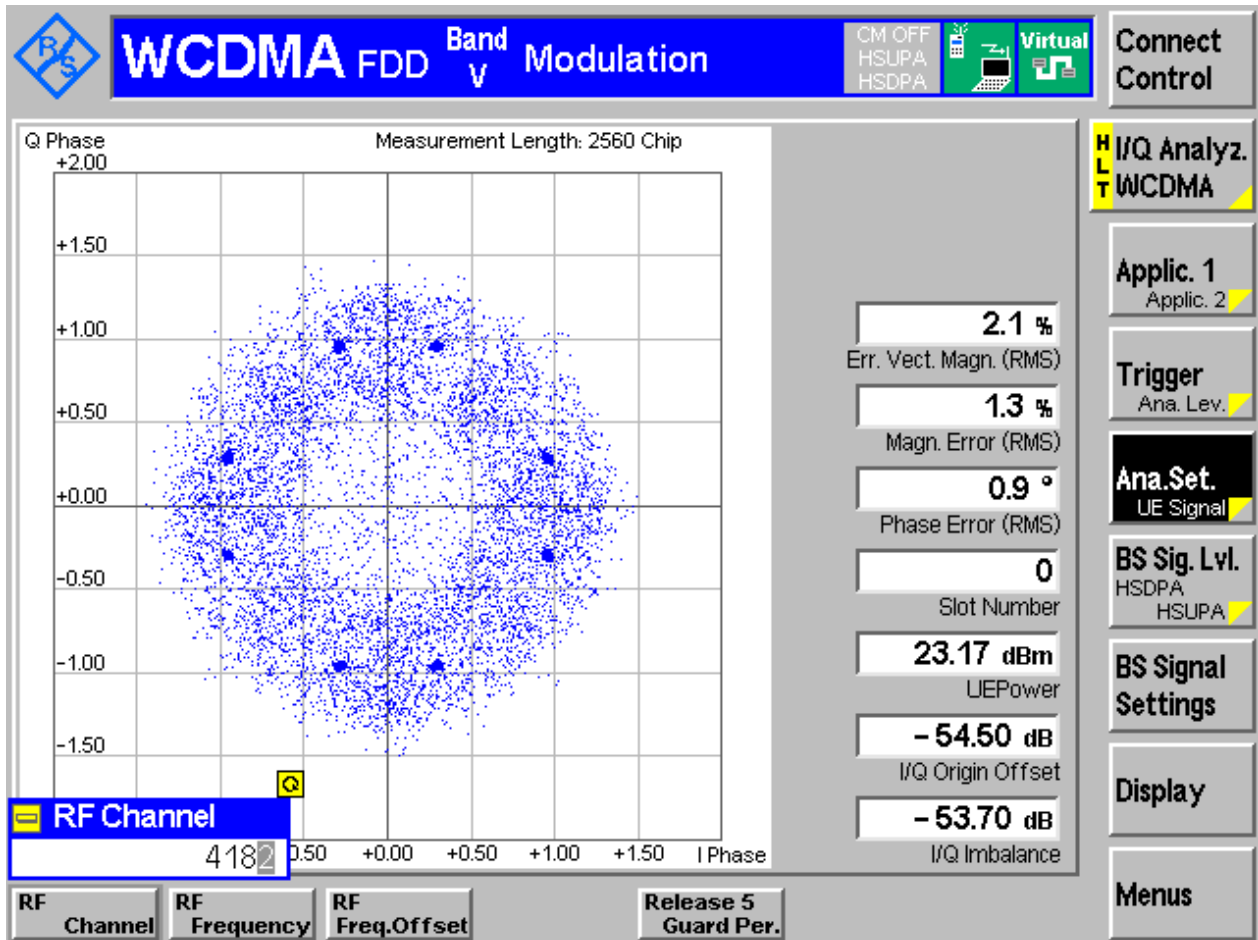 R/S
WCDMA FDD Band V Modulation
CM OFF
HSUPA
HSDPA
Virtual
Connect
Control
Q Phase
Measurement Length: 2560 Chip
+2.00
+1.50
+1.00
+0.50
+0.00
-0.50
-1.00
-1.50
HLT
I/Q Analyz.
WCDMA
Applic. 1
Applic. 2
2.1 %
Err. Vect. Magn. (RMS)
Trigger
Ana. Lev.
1.3 %
Magn. Error (RMS)
Ana.Set.
UE Signal
0.9 °
Phase Error (RMS)
BS Sig. Lvl.
HSDPA
HSUPA
0
Slot Number
23.17 dBm
UEPower
BS Signal
Settings
-54.50 dB
I/Q Origin Offset
Display
-53.70 dB
I/Q Imbalance
Q
RF Channel
4182
0.50 +0.00 +0.50 +1.00 +1.50 I Phase
RF
Channel
RF
Frequency
RF
Freq.Offset
Release 5
Guard Per.
Menus